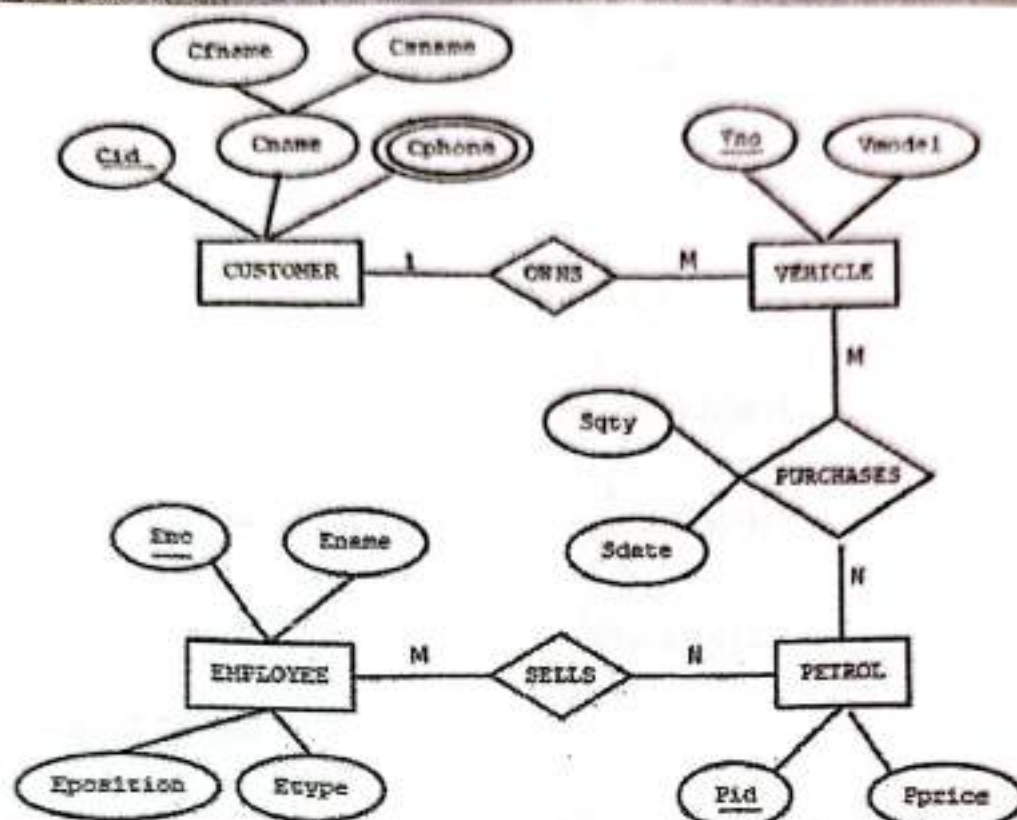 Cfname
Cmname
Cid
Cname
Cphone
Vno
Vmodel
CUSTOMER
1
OWNS
M
VEHICLE
M
Sqty
PURCHASES
Sdate
N
Eno
Ename
EMPLOYEE
M
SELLS
N
PETROL
Eposition
Etype
Pid
Pprice